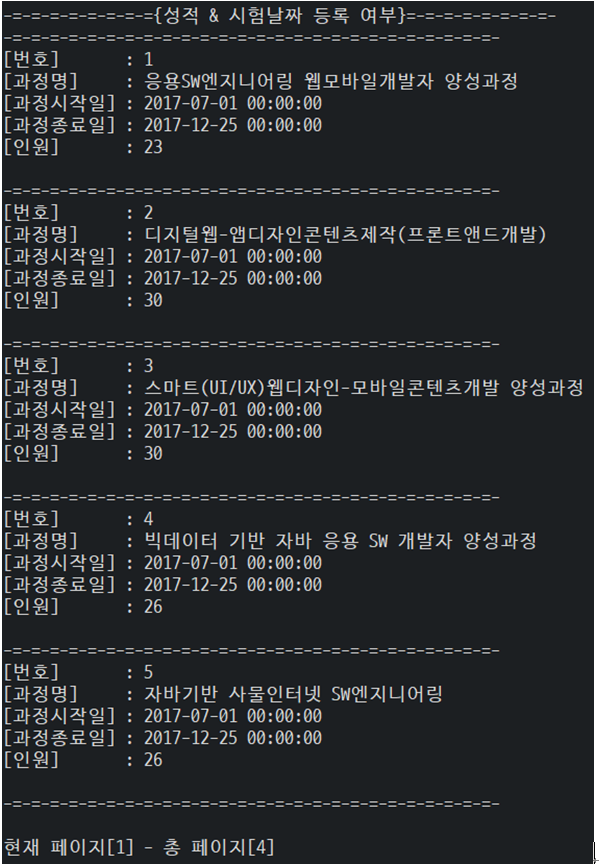 -=-=-=-=-=-=-=-={성적 & 시험날짜 등록 여부}=-=-=-=-=-=-=-=-
-=-=-=-=-=-=-=-=-=-=-=-=-=-=-=-=-=-=-=-=-=-=-=-=-=-=-
[번호] : 1
[과정명] : 응용SW엔지니어링 웹모바일개발자 양성과정
[과정시작일] : 2017-07-01 00:00:00
[과정종료일] : 2017-12-25 00:00:00
[인원] : 23
-=-=-=-=-=-=-=-=-=-=-=-=-=-=-=-=-=-=-=-=-=-=-=-=-=-=-
[번호] : 2
[과정명] : 디지털웹-앱디자인콘텐츠제작(프론트앤드개발)
[과정시작일] : 2017-07-01 00:00:00
[과정종료일] : 2017-12-25 00:00:00
[인원] : 30
-=-=-=-=-=-=-=-=-=-=-=-=-=-=-=-=-=-=-=-=-=-=-=-=-=-=-
[번호] : 3
[과정명] : 스마트(UI/UX)웹디자인-모바일콘텐츠개발 양성과정
[과정시작일] : 2017-07-01 00:00:00
[과정종료일] : 2017-12-25 00:00:00
[인원] : 30
-=-=-=-=-=-=-=-=-=-=-=-=-=-=-=-=-=-=-=-=-=-=-=-=-=-=-
[번호] : 4
[과정명] : 빅데이터 기반 자바 응용 SW 개발자 양성과정
[과정시작일] : 2017-07-01 00:00:00
[과정종료일] : 2017-12-25 00:00:00
[인원] : 26
-=-=-=-=-=-=-=-=-=-=-=-=-=-=-=-=-=-=-=-=-=-=-=-=-=-=-
[번호] : 5
[과정명] : 자바기반 사물인터넷 SW엔지니어링
[과정시작일] : 2017-07-01 00:00:00
[과정종료일] : 2017-12-25 00:00:00
[인원] : 26
-=-=-=-=-=-=-=-=-=-=-=-=-=-=-=-=-=-=-=-=-=-=-=-=-=-=-
현재 페이지[1] - 총 페이지[4]